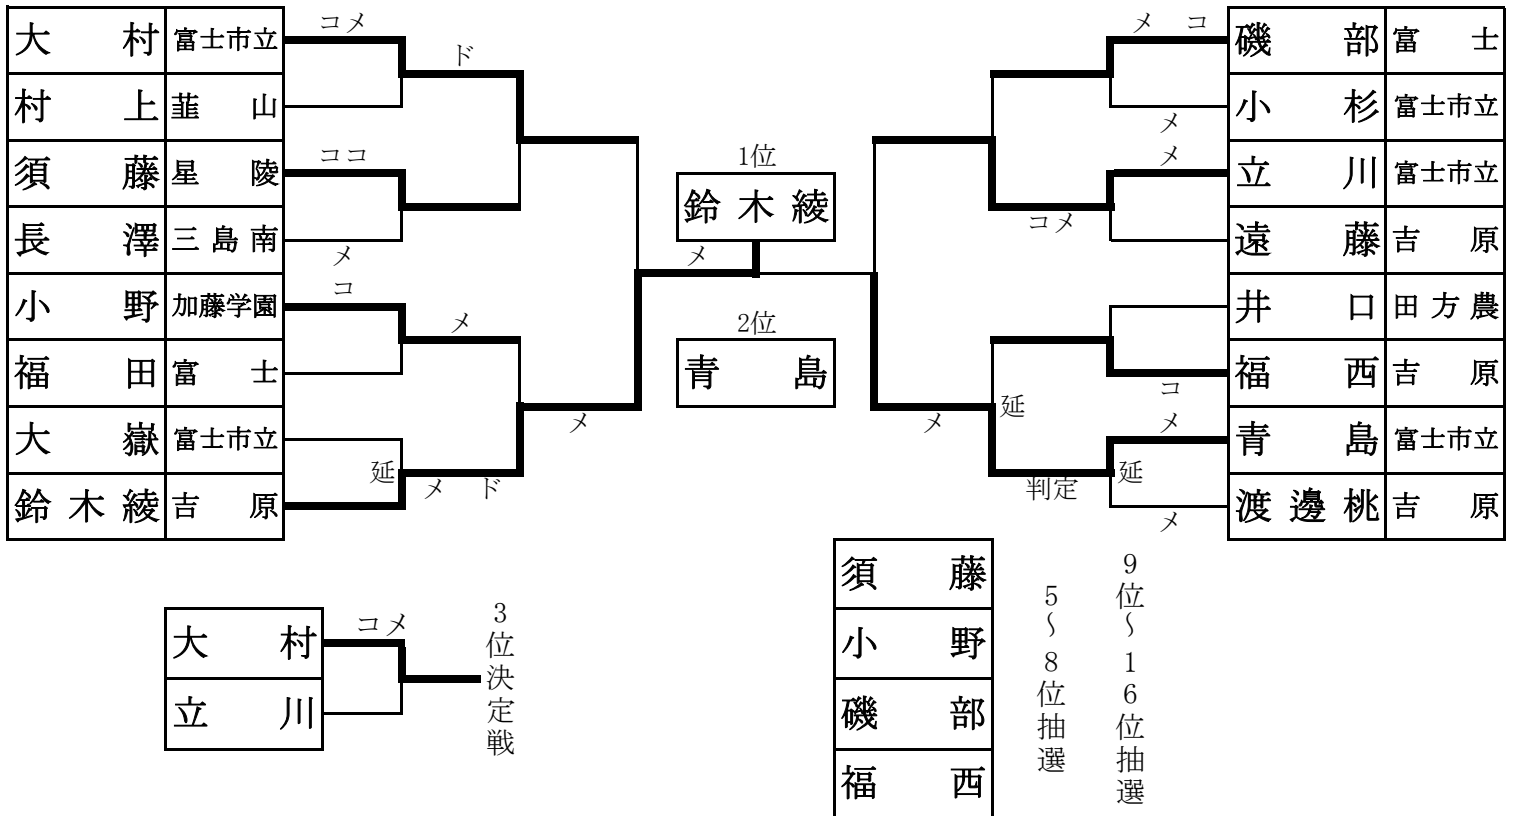 大村 富士市立
村上 韮山
須藤 星陵
長澤 三島南
小野 加藤学園
福田 富士
大嶽 富士市立
鈴木綾 吉原
コメ
ド
ココ
メ
コ
メ
延
メ ド
メ
メ
1位
鈴木綾
2位
青島
メ コ
メ
メ
コメ
コ
メ
延
延
判定
メ
メ
磯部 富士
小杉 富士市立
立川 富士市立
遠藤 吉原
井口 田方農
福西 吉原
青島 富士市立
渡邊桃 吉原
大村
立川
コメ
3位決定戦
須藤
小野
磯部
福西
5～8位抽選
9位～16位抽選